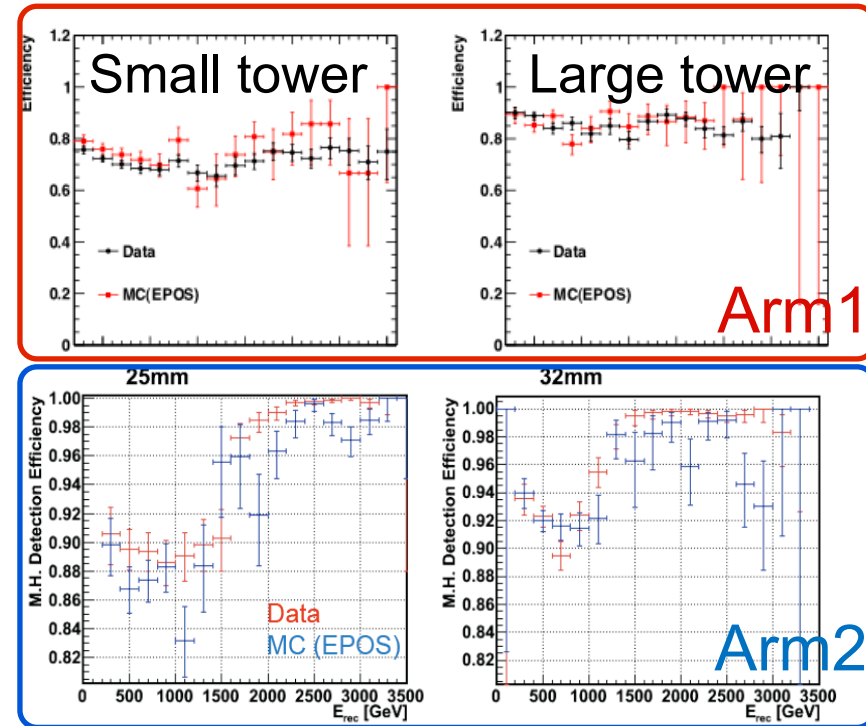 Small tower
Efficiency
1.2
1
0.8
0.6
0.4
0.2
0
Data
MC(EPOS)
Large tower
Efficiency
1.2
1
0.8
0.6
0.4
0.2
0
Data
MC(EPOS)
Arm1
25mm
M.H. Detection Efficiency
1.00
0.98
0.96
0.94
0.92
0.90
0.88
0.86
0.84
0.82
Data
MC (EPOS)
0 500 1000 1500 2000 2500 3000 3500
E_rec [GeV]
32mm
M.H. Detection Efficiency
1.00
0.98
0.96
0.94
0.92
0.90
0.88
0.86
0.84
0.82
Arm2
0 500 1000 1500 2000 2500 3000 3500
E_rec [GeV]